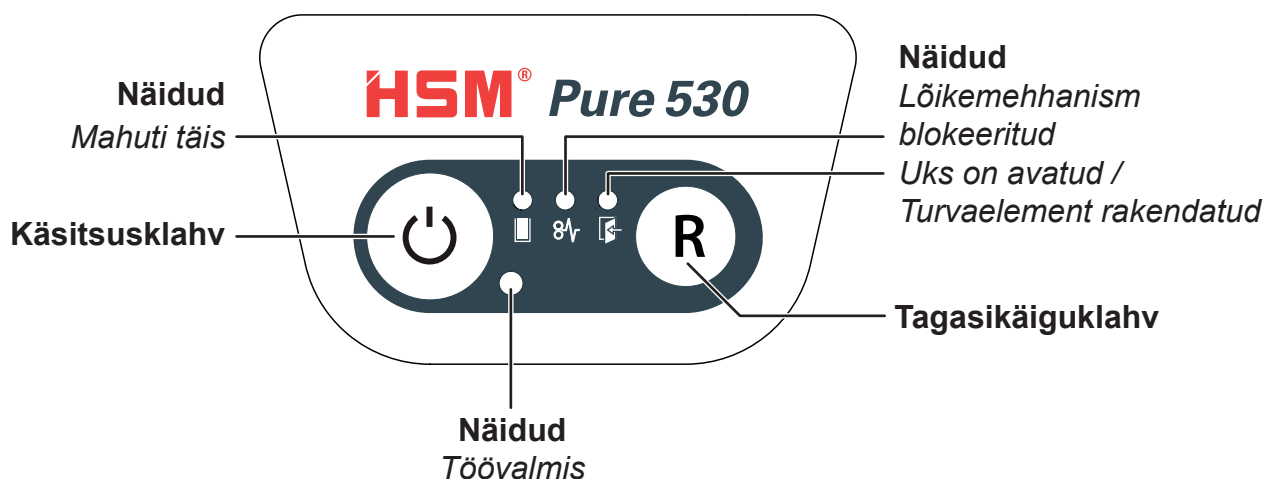 HSM® Pure 530
Näidud
Mahuti täis
Käsitsusklahv
Näidud
Lõikemehhanism
blokeeritud
Uks on avatud /
Turvaelement rakendatud
R
Tagasikäiguklahv
Näidud
Töövalmis